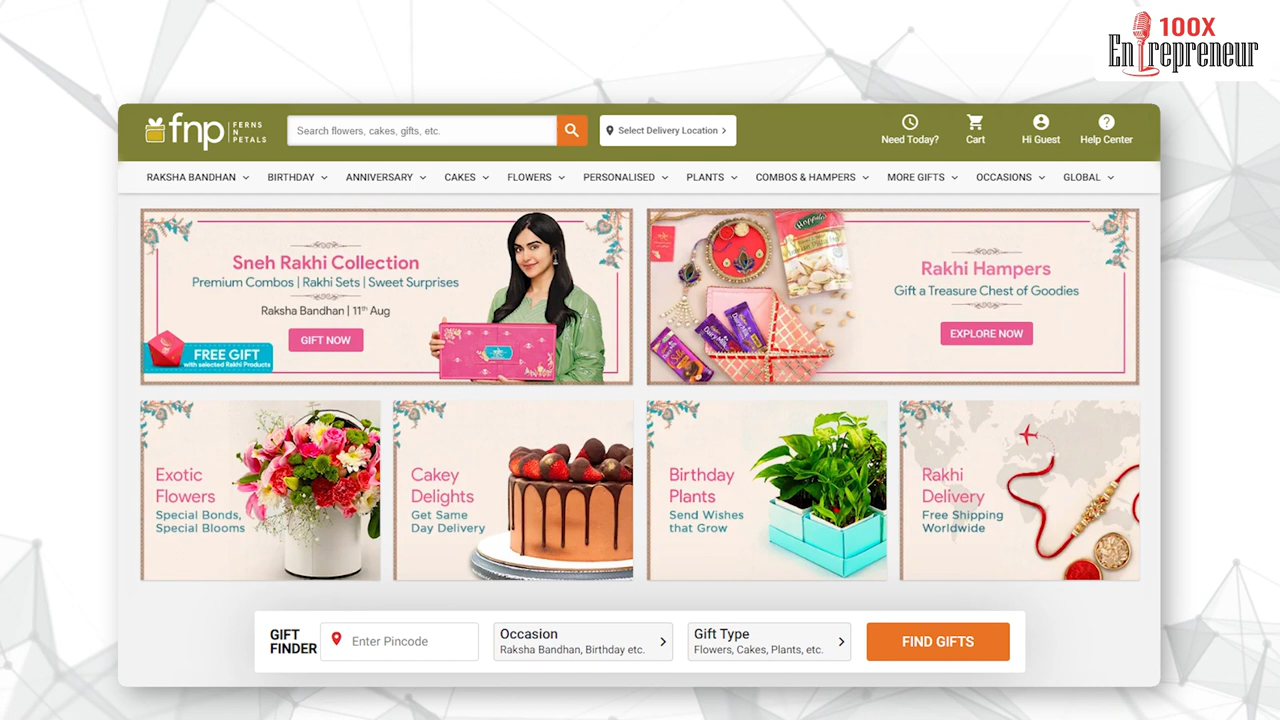 100X
Entrepreneur
fnp
FERNS
N
PETALS
Search flowers, cakes, gifts, etc.
Select Delivery Location
Need Today?
Cart
Hi Guest
Help Center
RAKSHA BANDHAN
BIRTHDAY
ANNIVERSARY
CAKES
FLOWERS
PERSONALISED
PLANTS
COMBOS & HAMPERS
MORE GIFTS
OCCASIONS
GLOBAL
Sneh Rakhi Collection
Premium Combos | Rakhi Sets | Sweet Surprises
Raksha Bandhan | 11th Aug
GIFT NOW
FREE GIFT
with selected Rakhi Products
Happilo
Dairy Milk
Dairy Milk
Rakhi Hampers
Gift a Treasure Chest of Goodies
EXPLORE NOW
Exotic
Flowers
Special Bonds,
Special Blooms
Cakey
Delights
Get Same
Day Delivery
Birthday
Plants
Send Wishes
that Grow
Rakhi
Delivery
Free Shipping
Worldwide
GIFT
FINDER
Enter Pincode
Occasion
Raksha Bandhan, Birthday etc.
Gift Type
Flowers, Cakes, Plants, etc.
FIND GIFTS